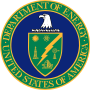 DEPARTMENT OF ENERGY
UNITED STATES OF AMERICA